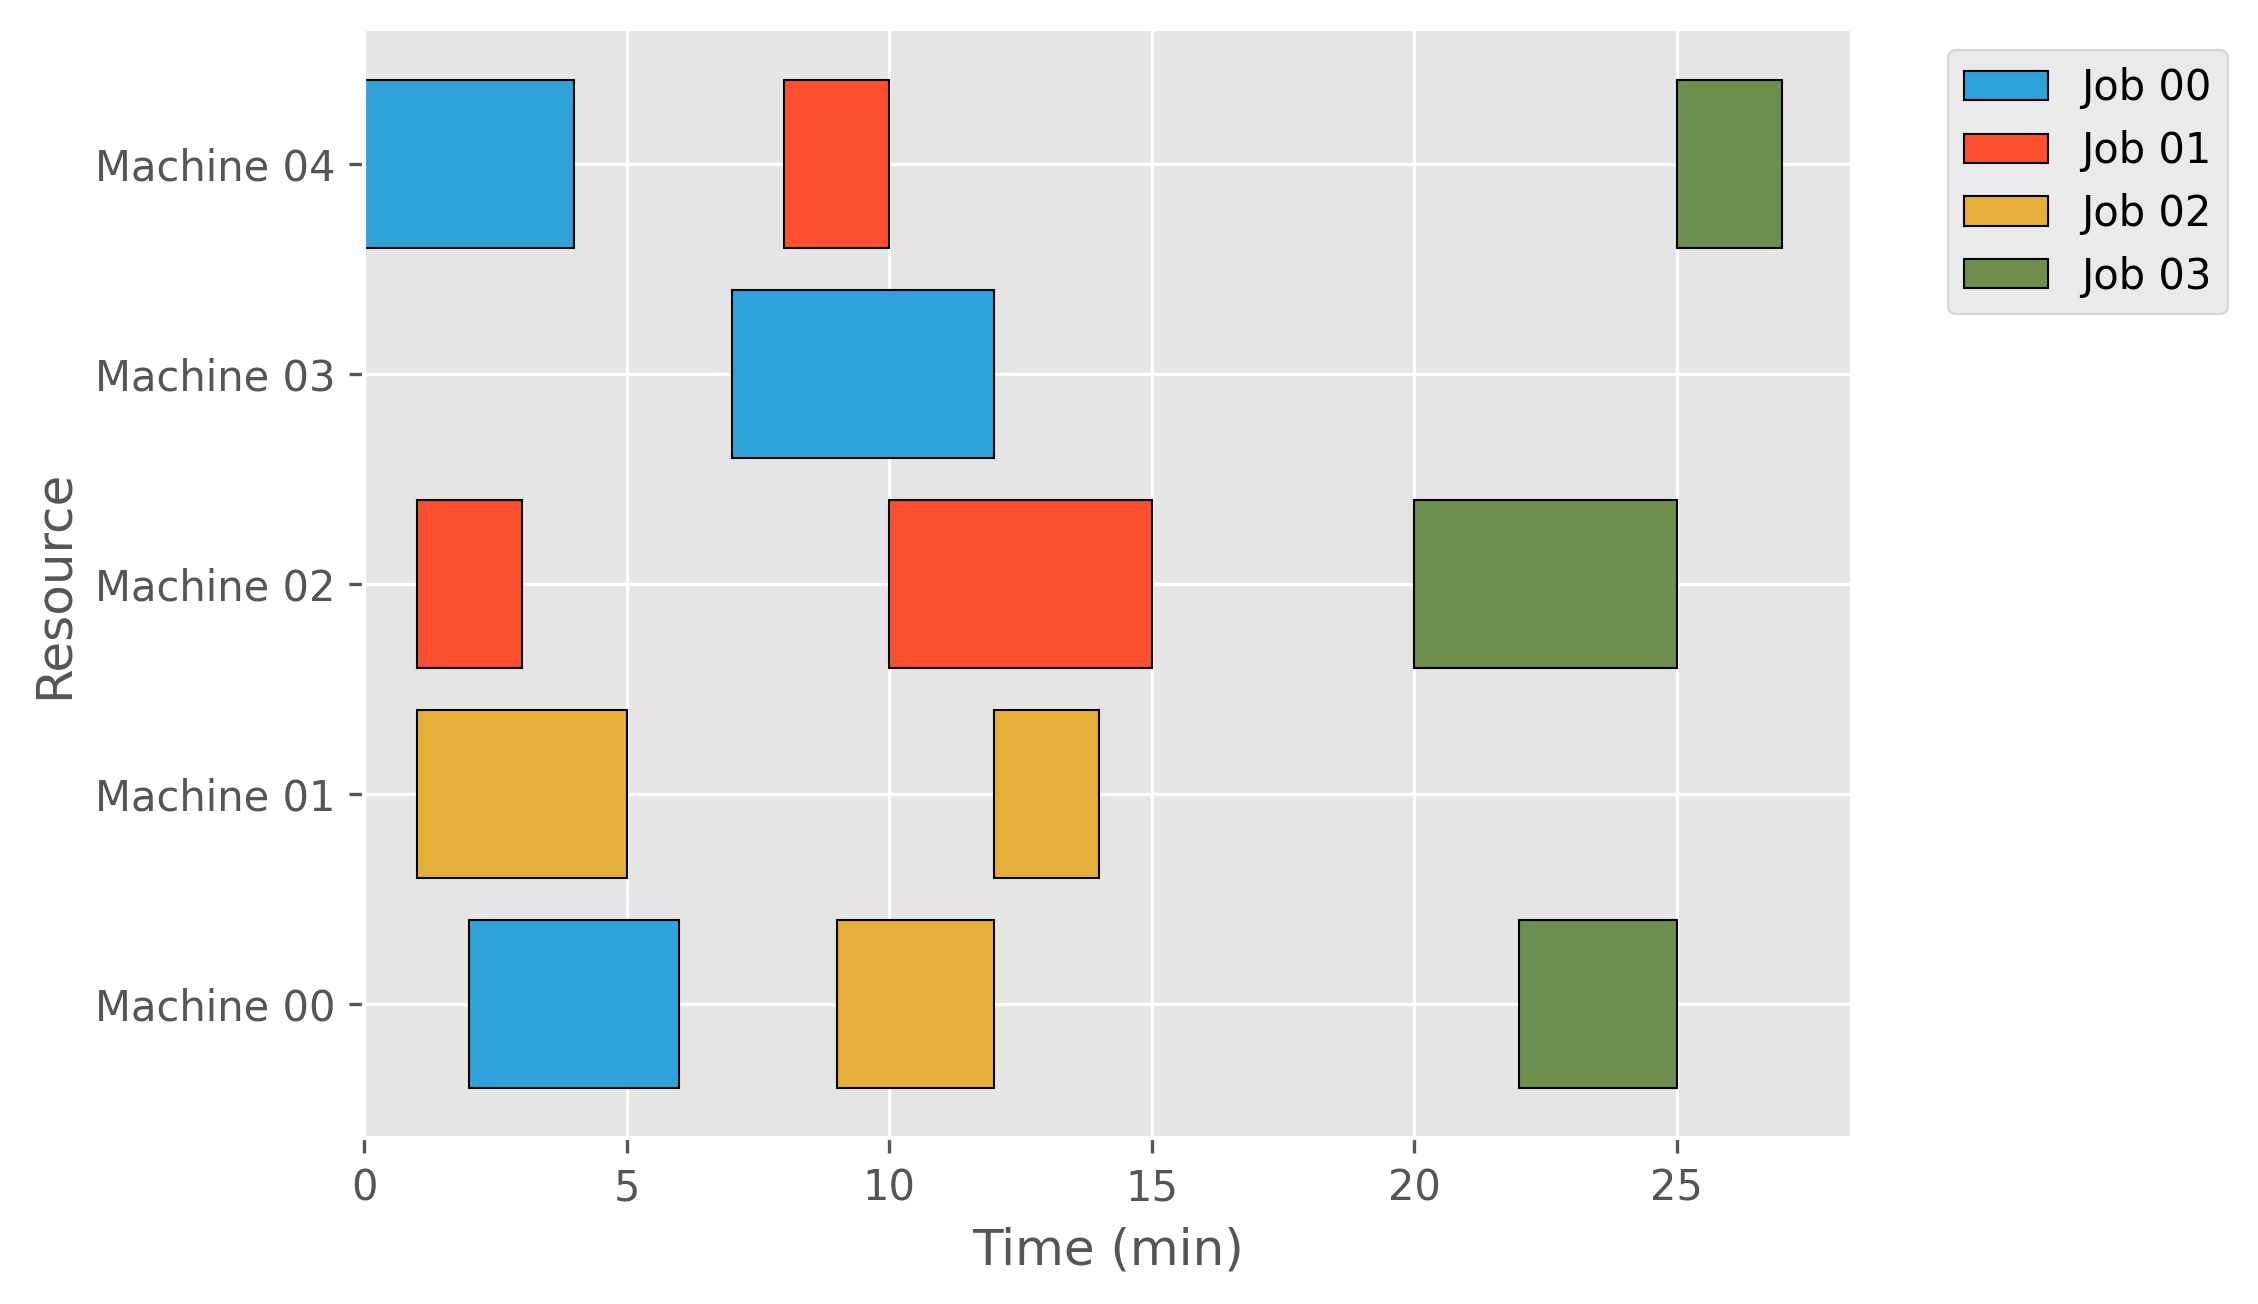 Machine 04
Machine 03
Machine 02
Machine 01
Machine 00
Resource
0 5 10 15 20 25
Time (min)
Job 00
Job 01
Job 02
Job 03